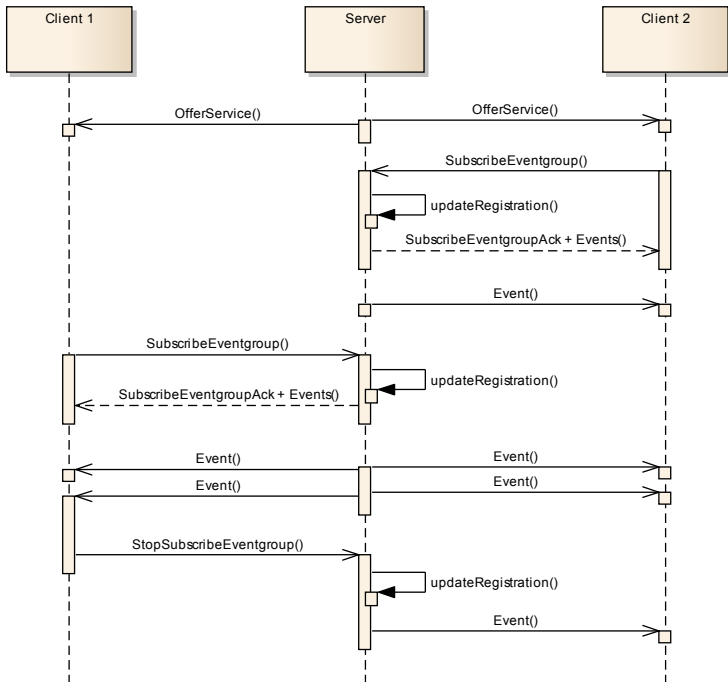 Client 1
Server
Client 2
OfferService()
OfferService()
SubscribeEventgroup()
updateRegistration()
SubscribeEventgroupAck + Events()
Event()
SubscribeEventgroup()
updateRegistration()
SubscribeEventgroupAck + Events()
Event()
Event()
Event()
Event()
StopSubscribeEventgroup()
updateRegistration()
Event()